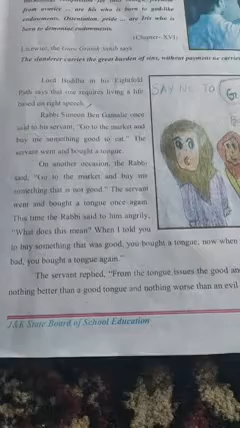 from avarice ... are his who is born to god-like
endowments. Ostentation, pride ... are his who is
born to demoniac endowments.
(Chapter- XVI)
Likewise, the Guru Granth Sahib says
The slanderer carries the great burden of sins, without payment he carries
Lord Buddha in his Eightfold
Path says that one requires living a life
based on right speech.
SAY NO TO
Rabbi Simeon Ben Gamalie once
said to his servant, "Go to the market and
buy me something good to eat." The
servant went and bought a tongue.
On another occasion, the Rabbi
said, "Go to the market and buy me
something that is not good." The servant
went and bought a tongue once again.
This time the Rabbi said to him angrily,
"What does this mean? When I told you
to buy something that was good, you bought a tongue, now when
bad, you bought a tongue again."
The servant replied, "From the tongue issues the good an
nothing better than a good tongue and nothing worse than an evil
J&K State Board of School Education